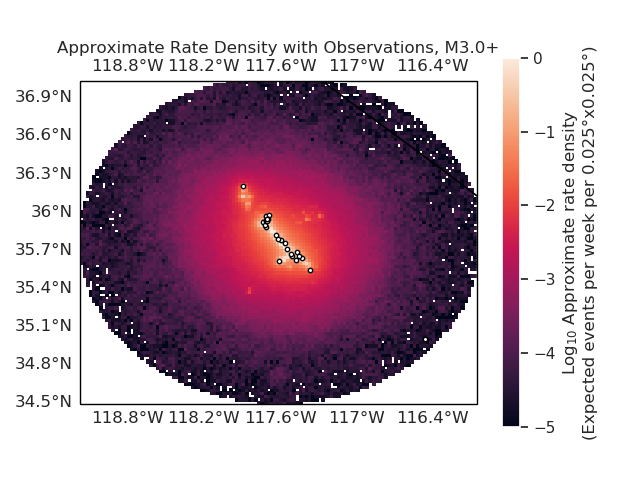 Approximate Rate Density with Observations, M3.0+
118.8°W 118.2°W 117.6°W 117°W 116.4°W
36.9°N
36.6°N
36.3°N
36°N
35.7°N
35.4°N
35.1°N
34.8°N
34.5°N
118.8°W 118.2°W 117.6°W 117°W 116.4°W
0
−1
−2
−3
−4
−5
Log₁₀ Approximate rate density
(Expected events per week per 0.025°x0.025°)